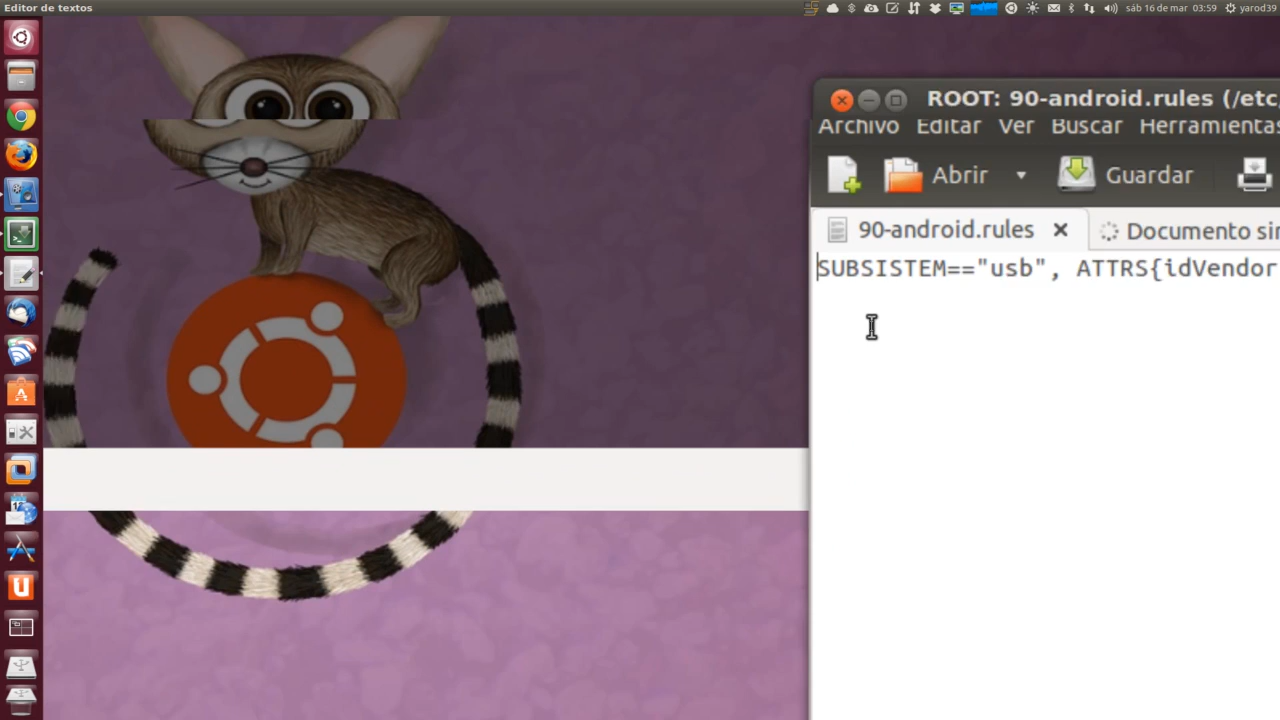 Editor de textos
sáb 16 de mar 03:59 yarod39
ROOT: 90-android.rules (/etc/
Archivo Editar Ver Buscar Herramientas
Abrir Guardar
90-android.rules Documento sin
SUBSISTEM=="usb", ATTRS{idVendor